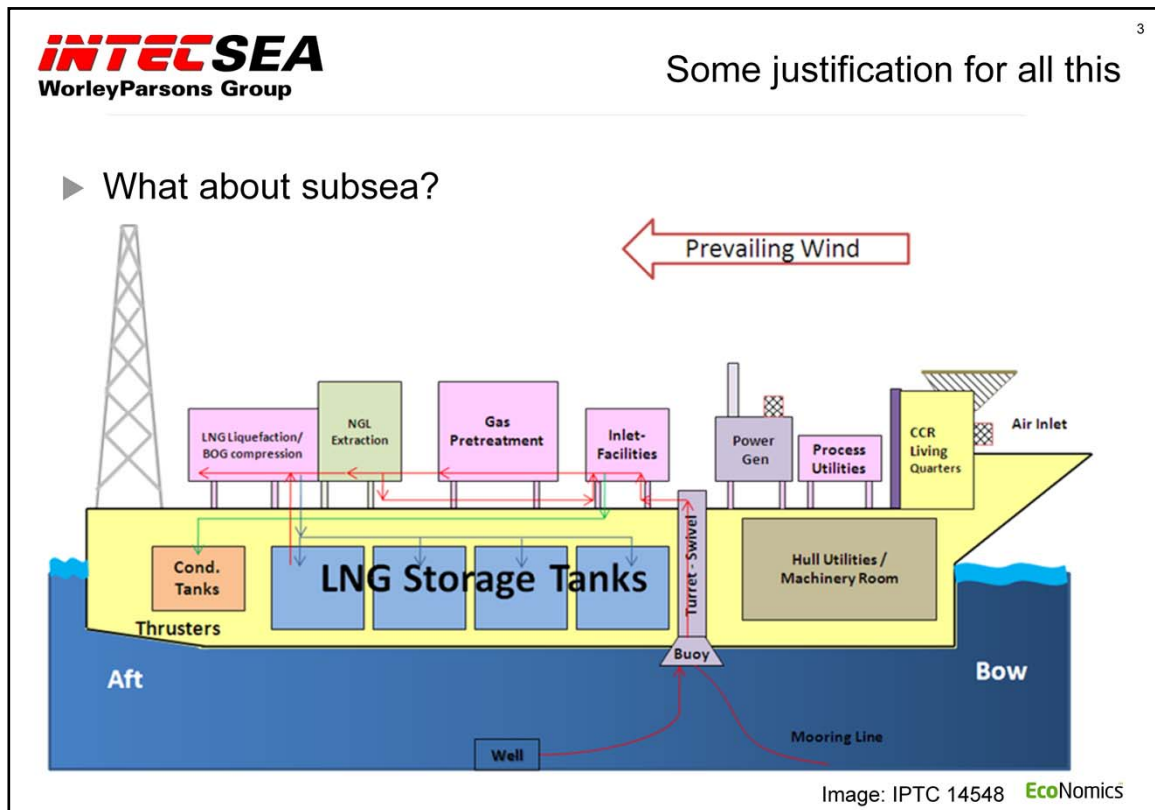 3
INTECSEA
WorleyParsons Group
Some justification for all this
What about subsea?
Prevailing Wind
LNG Liquefaction/
BOG compression
NGL
Extraction
Gas
Pretreatment
Inlet-
Facilities
Power
Gen
Process
Utilities
CCR
Living
Quarters
Air Inlet
Cond.
Tanks
LNG Storage Tanks
Turret - Swivel
Hull Utilities /
Machinery Room
Thrusters
Buoy
Aft
Bow
Well
Mooring Line
Image: IPTC 14548
EcoNomics